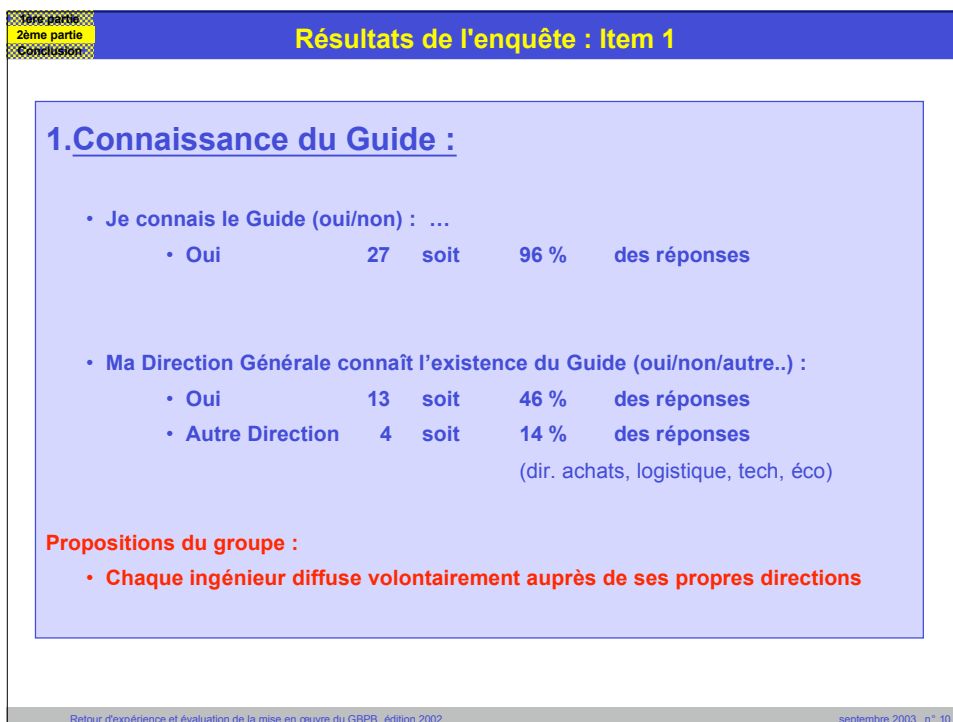 1ère partie
2ème partie
Conclusion
Résultats de l'enquête : Item 1
1.Connaissance du Guide :
• Je connais le Guide (oui/non) : …
• Oui 27 soit 96 % des réponses
• Ma Direction Générale connaît l’existence du Guide (oui/non/autre..) :
• Oui 13 soit 46 % des réponses
• Autre Direction 4 soit 14 % des réponses
(dir. achats, logistique, tech, éco)
Propositions du groupe :
• Chaque ingénieur diffuse volontairement auprès de ses propres directions
Retour d'expérience et évaluation de la mise en œuvre du GBPB, édition 2002
septembre 2003 n° 10